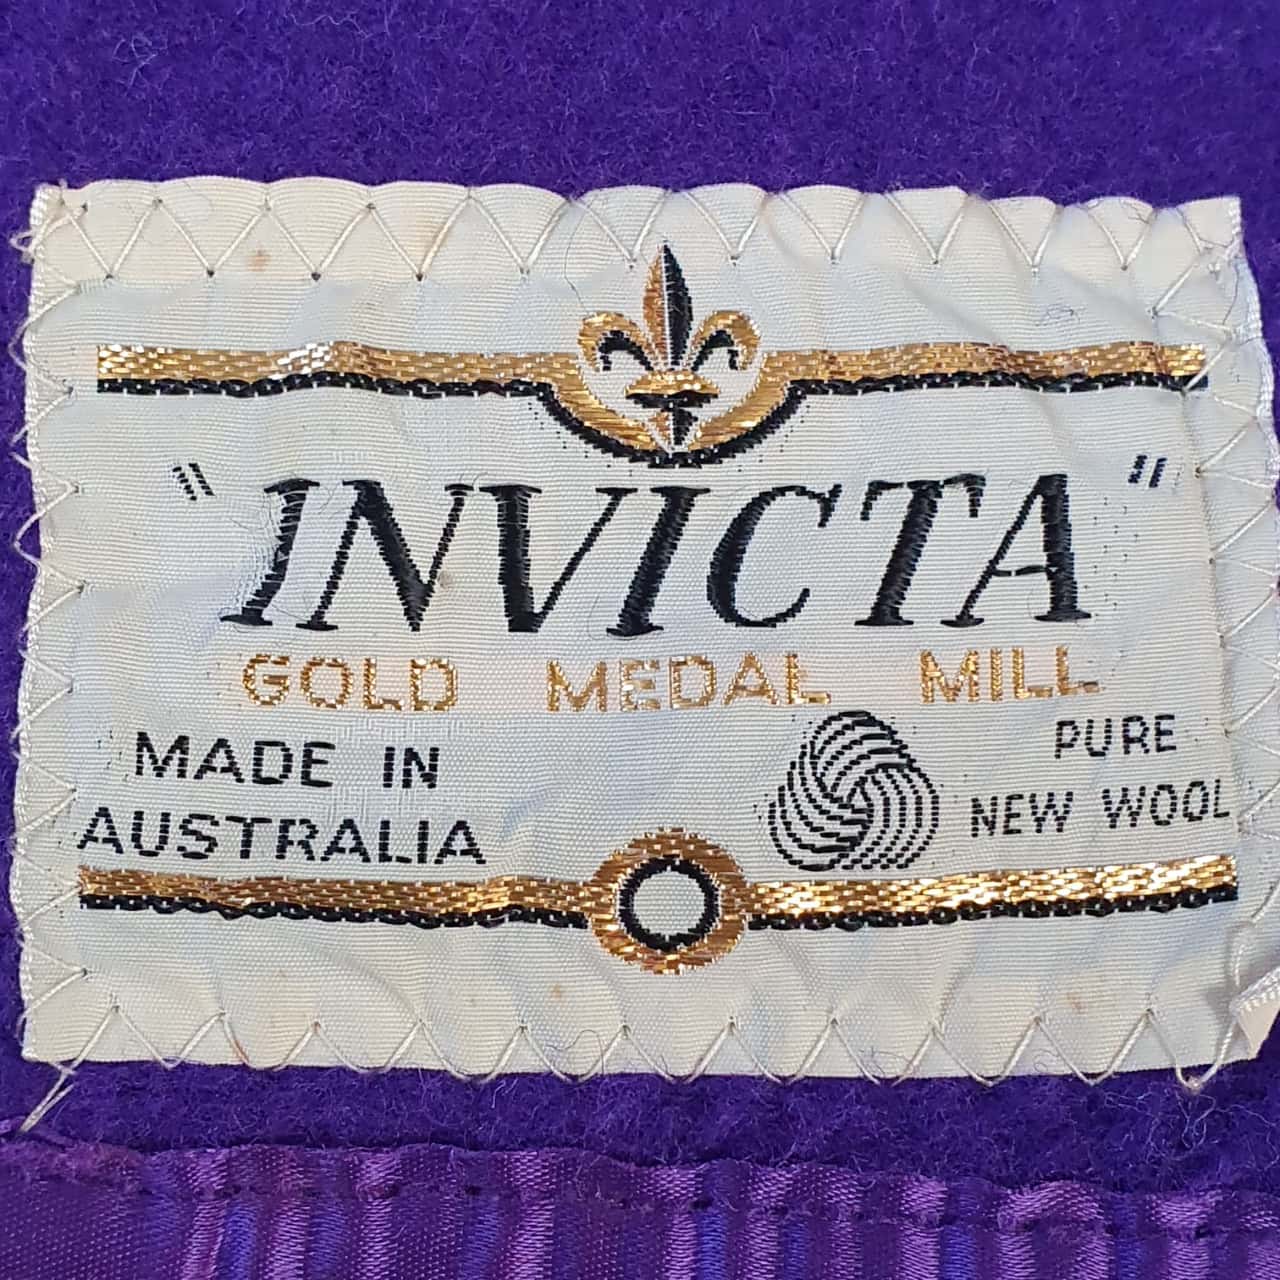 "INVICTA"
GOLD MEDAL MILL
MADE IN
AUSTRALIA
PURE
NEW WOOL